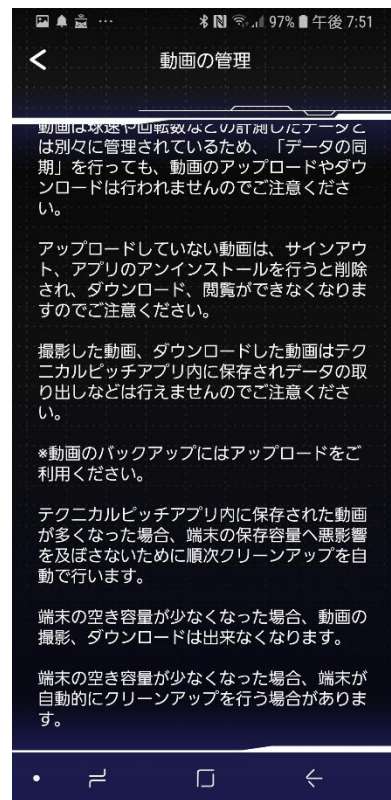 97% 午後 7:51
動画の管理
動画は球速や回転数などの計測したデータと
は別々に管理されているため、「データの同
期」を行っても、動画のアップロードやダウ
ンロードは行われませんのでご注意くださ
い。
アップロードしていない動画は、サインアウ
ト、アプリのアンインストールを行うと削除
され、ダウンロード、閲覧ができなくなりま
すのでご注意ください。
撮影した動画、ダウンロードした動画はテク
ニカルピッチアプリ内に保存されデータの取
り出しなどは行えませんのでご注意くださ
い。
※動画のバックアップにはアップロードをご
利用ください。
テクニカルピッチアプリ内に保存された動画
が多くなった場合、端末の保存容量へ悪影響
を及ぼさないために順次クリーンアップを自
動で行います。
端末の空き容量が少なくなった場合、動画の
撮影、ダウンロードは出来なくなります。
端末の空き容量が少なくなった場合、端末が
自動的にクリーンアップを行う場合がありま
す。